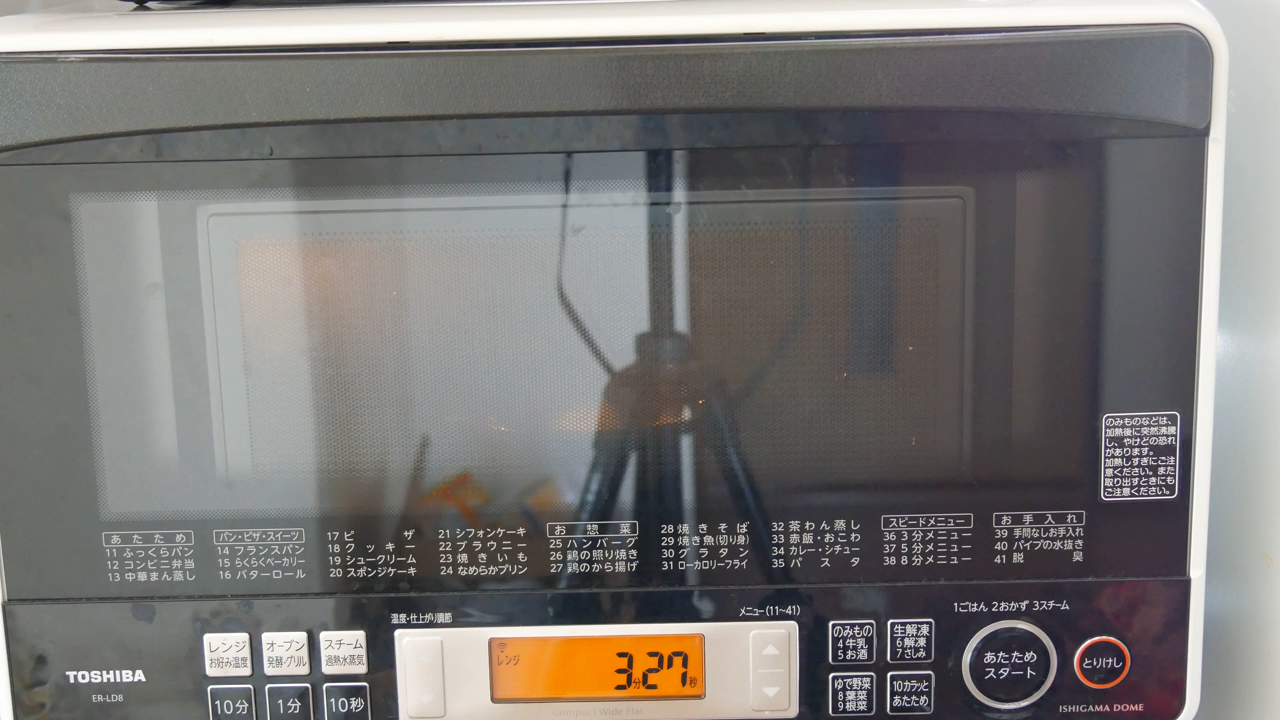 のみものなどは、
加熱後に突然沸騰
し、やけどの恐れ
があります。
加熱しすぎにご注
意ください。また
取り出すときにも
ご注意ください。
あたため
11 ふっくらパン
12 コンビニ弁当
13 中華まん蒸し
パン・ピザ・スイーツ
14 フランスパン
15 らくらくベーカリー
16 バターロール
17 ピザ
18 クッキー
19 シュークリーム
20 スポンジケーキ
21 シフォンケーキ
22 ブラウニー
23 焼きいも
24 なめらかプリン
お惣菜
25 ハンバーグ
26 鶏の照り焼き
27 鶏のから揚げ
28 焼きそば
29 焼き魚(切り身)
30 グラタン
31 ローカロリーフライ
32 茶わん蒸し
33 赤飯・おこわ
34 カレー・シチュー
35 パスタ
スピードメニュー
36 3分メニュー
37 5分メニュー
38 8分メニュー
お手入れ
39 手間なしお手入れ
40 パイプの水抜き
41 脱臭
TOSHIBA
ER-LD8
レンジ
お好み温度
オーブン
発酵・グリル
スチーム
過熱水蒸気
10分
1分
10秒
温度・仕上がり調節
メニュー(11~41)
レンジ
3分27秒
Compact Wide Flat
のみもの
4 牛乳
5 お酒
生解凍
6 解凍
7 さしみ
ゆで野菜
8 葉菜
9 根菜
10カラッと
あたため
1ごはん 2おかず 3スチーム
あたため
スタート
とりけし
ISHIGAMA DOME